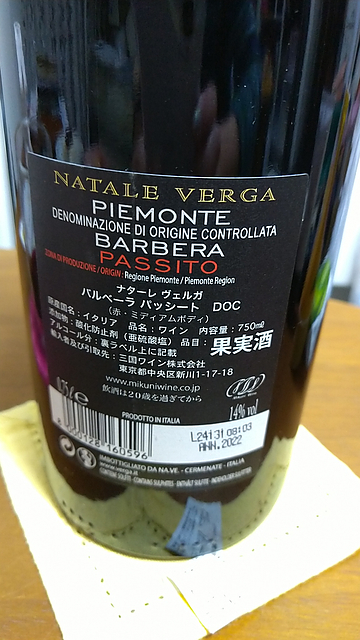 NATALE VERGA
PIEMONTE
DENOMINAZIONE DI ORIGINE CONTROLLATA
BARBERA
PASSITO
ZONA DI PRODUZIONE / ORIGIN : Regione Piemonte / Piemonte Region
ナターレ ヴェルガ
バルベーラ パッシート DOC
(赤・ミディアムボディ)
原産国名：イタリア 品名：ワイン 内容量：750ml
添加物：酸化防止剤（亜硫酸塩） 品目：果実酒
アルコール分：裏ラベル上に記載
輸入者及び引取先：三国ワイン株式会社
東京都中央区新川1-17-18
www.mikuniwine.co.jp
飲酒は20歳を過ぎてから
0,75 l e
PRODOTTO IN ITALIA
14% vol
L24131 08:03
ANN.2022
IMBOTTIGLIATO DA NA.VE. - CERMENATE - ITALIA
www.verga.it
CONTAINS SULPHITES